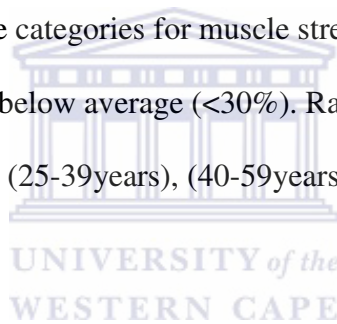 e categories for muscle stre
below average (<30%). Ra
(25-39years), (40-59years
UNIVERSITY of the
WESTERN CAPE